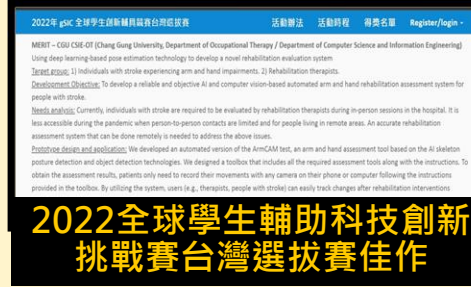 2022年 gSIC 全球學生創新輔具競賽台灣區拔賽
活動辦法 活動時程 得獎名單 Register/login -
MERIT – CGU CSIE-OT (Chang Gung University, Department of Occupational Therapy / Department of Computer Science and Information Engineering)
Using deep learning-based pose estimation technology to develop a novel rehabilitation evaluation system
Target group: 1) Individuals with stroke experiencing arm and hand impairments. 2) Rehabilitation therapists.
Development Objective: To develop a reliable and objective AI and computer vision-based automated arm and hand rehabilitation assessment system for
people with stroke.
Needs analysis: Currently, individuals with stroke are required to be evaluated by rehabilitation therapists during in-person sessions in the hospital. It is
less accessible during the pandemic when person-to-person contacts are limited and for people living in remote areas. An accurate rehabilitation
assessment system that can be done remotely is needed to address the above issues.
Prototype design and application: We developed an automated version of the ArmCAM test, an arm and hand assessment tool based on the AI skeleton
posture detection and object detection technologies. We designed a toolbox that includes all the required assessment tools along with the instructions. To
obtain the assessment results, patients only need to record their movements with any camera on their phone or computer following the instructions
provided in the toolbox. By utilizing the system, users (e.g., therapists, people with stroke) can easily track changes after rehabilitation interventions
2022全球學生輔助科技創新
挑戰賽台灣選拔賽佳作